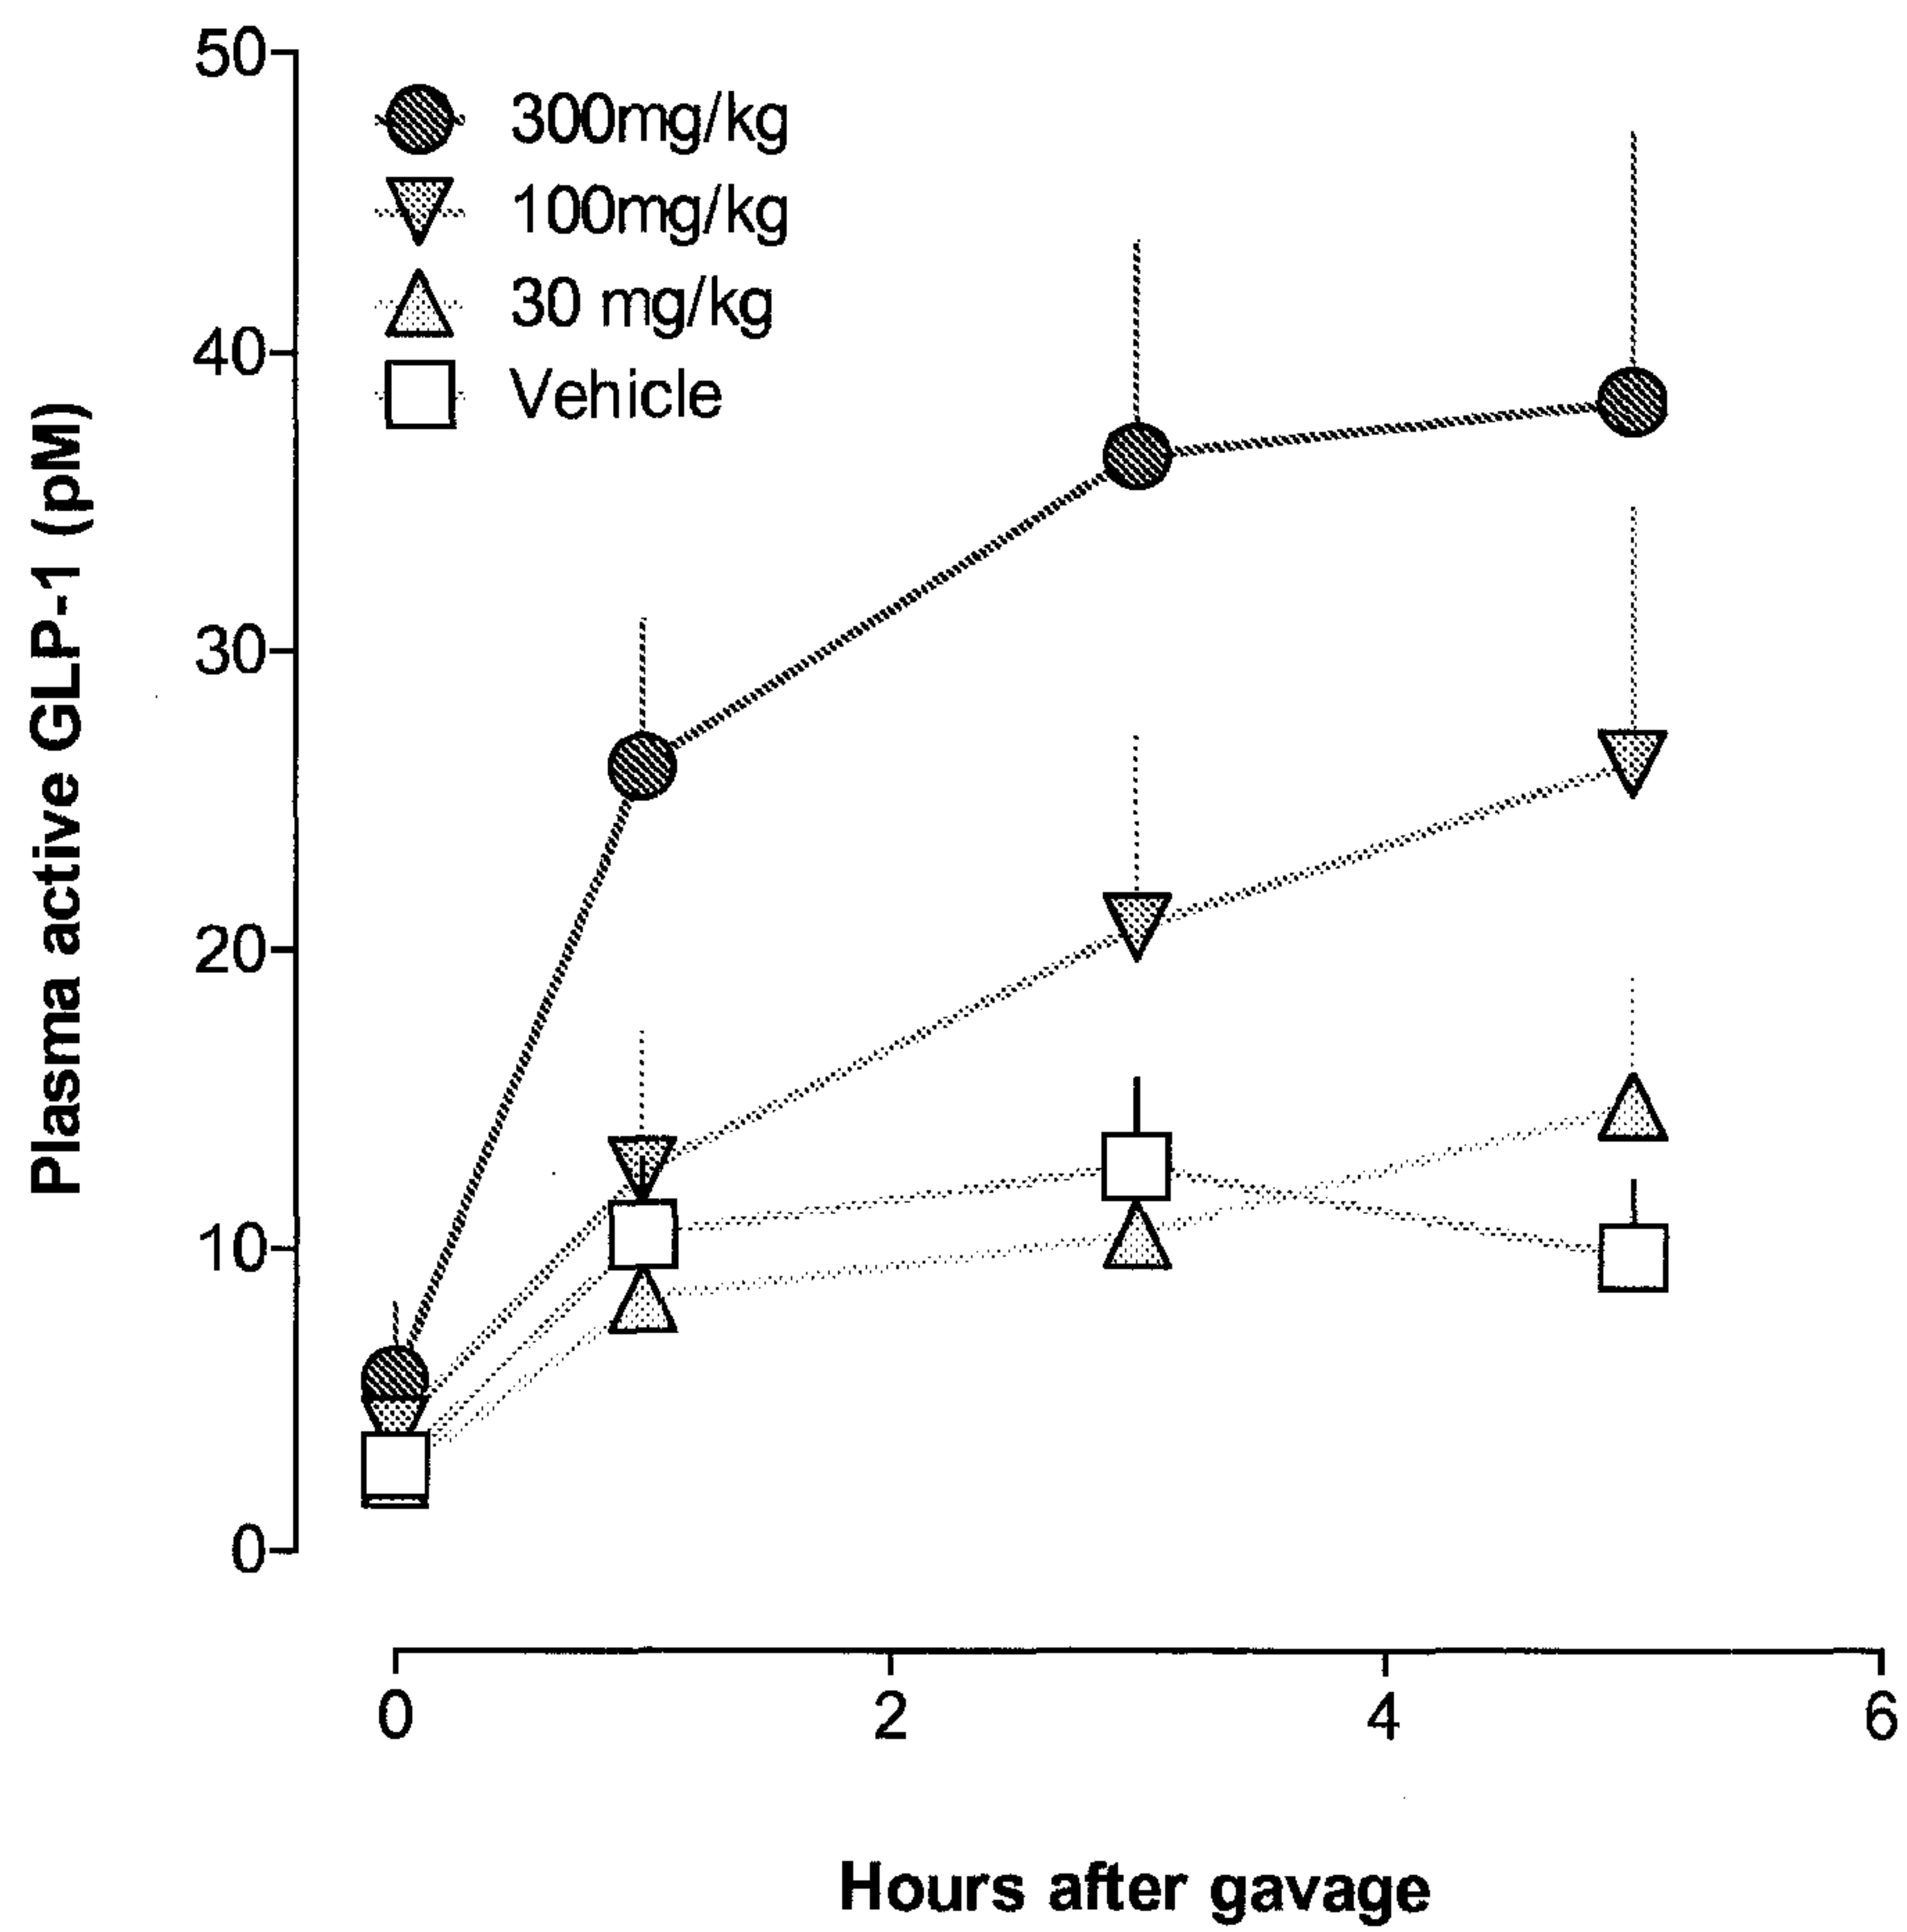 50
300mg/kg
100mg/kg
30 mg/kg
40
Vehicle
Plasma active GLP-1 (pM)
30
20
10
0
0 2 4 6
Hours after gavage